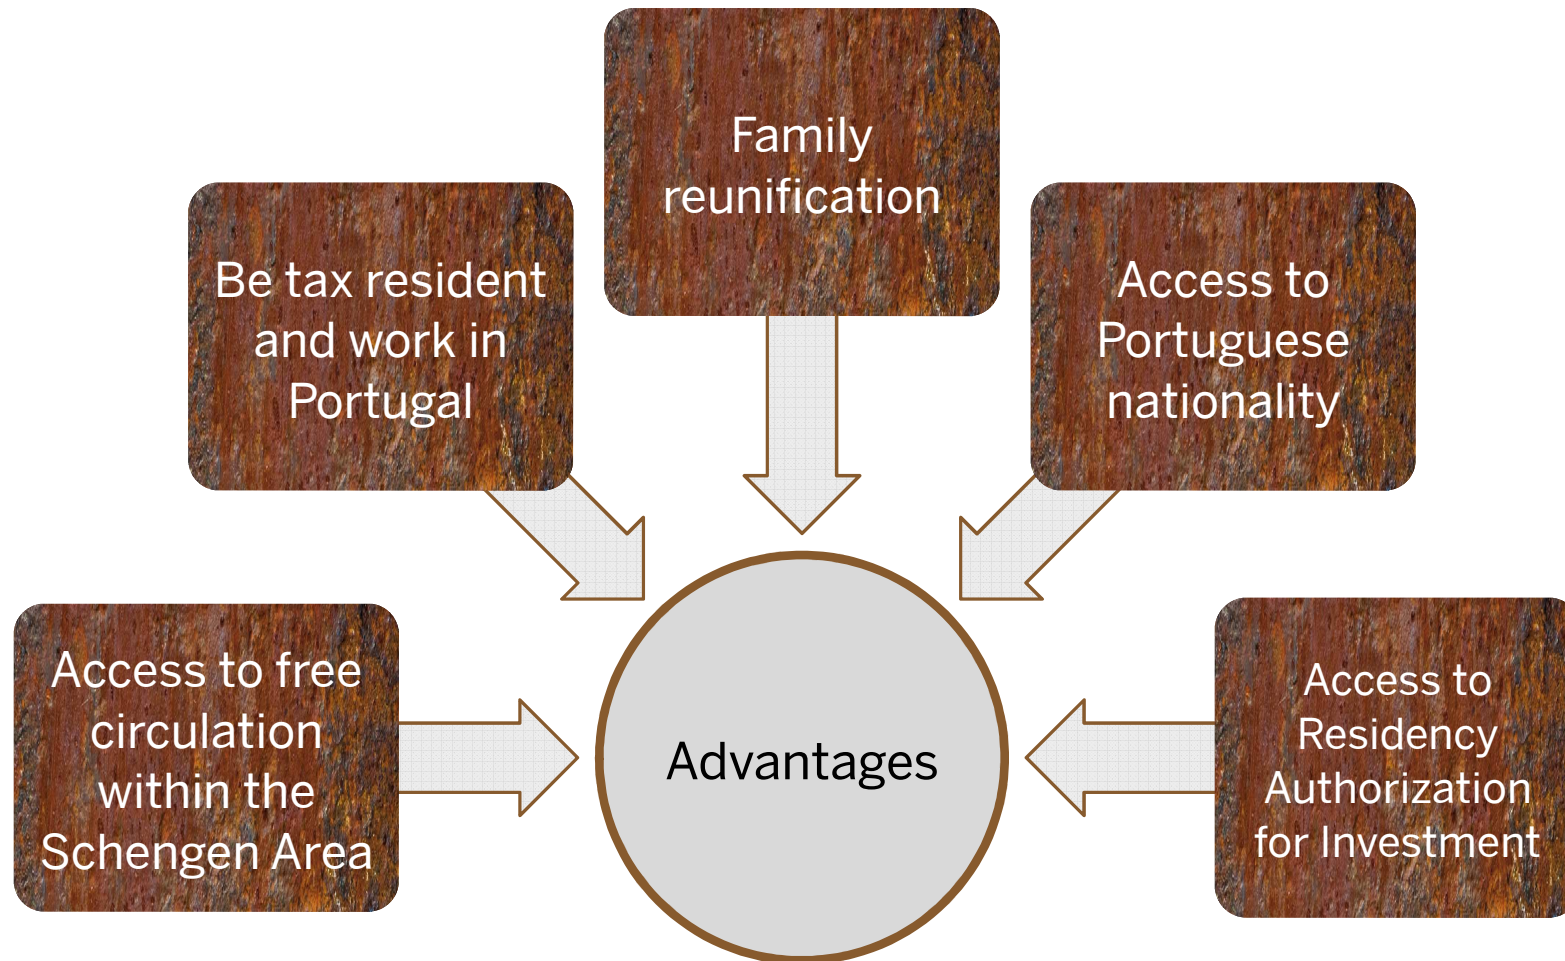 Family
reunification
Be tax resident
and work in
Portugal
Access to
Portuguese
nationality
Access to free
circulation
within the
Schengen Area
Advantages
Access to
Residency
Authorization
for Investment